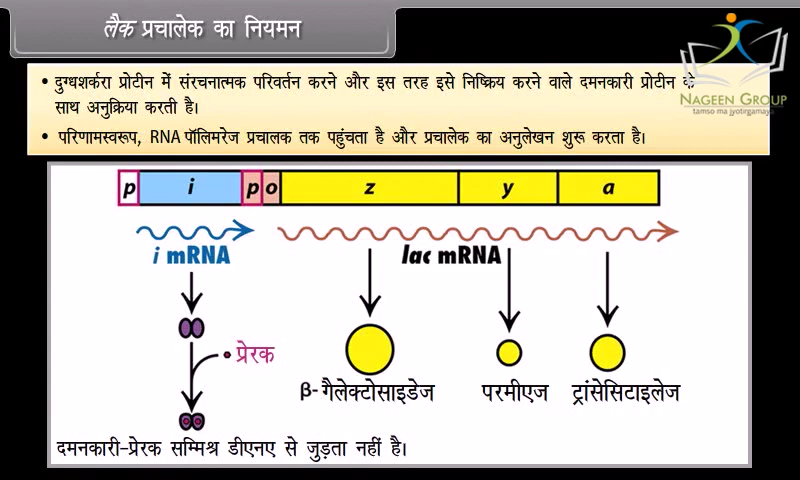 लैक प्रचालेक का नियमन
NAGEEN GROUP
tamso ma jyotirgamaya
• दुग्धशर्करा प्रोटीन में संरचनात्मक परिवर्तन करने और इस तरह इसे निष्क्रिय करने वाले दमनकारी प्रोटीन के
साथ अनुक्रिया करती है।
• परिणामस्वरूप, RNA पॉलिमरेज प्रचालक तक पहुंचता है और प्रचालेक का अनुलेखन शुरू करता है।
p i p o z y a
i mRNA lac mRNA
प्रेरक
β-गैलेक्टोसाइडेज परमीएज ट्रांसेसिटाइलेज
दमनकारी-प्रेरक सम्मिश्र डीएनए से जुड़ता नहीं है।